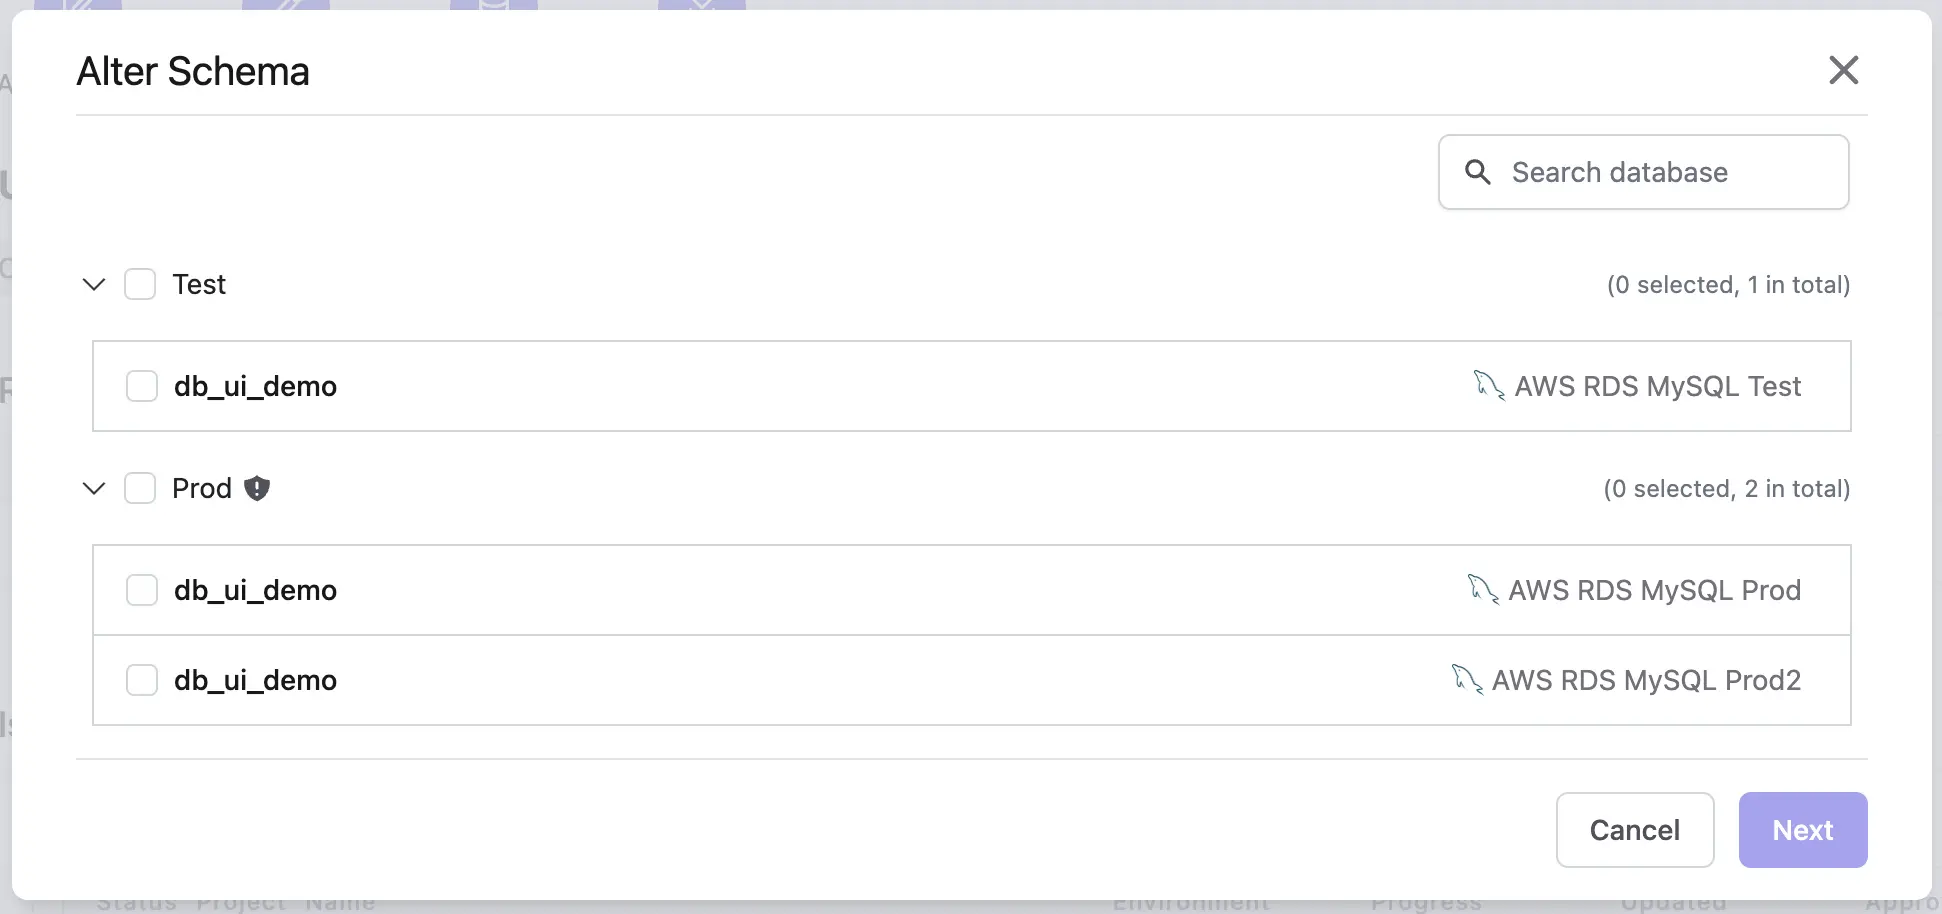 Alter Schema
Search database
Test
(0 selected, 1 in total)
db_ui_demo
AWS RDS MySQL Test
Prod
(0 selected, 2 in total)
db_ui_demo
AWS RDS MySQL Prod
db_ui_demo
AWS RDS MySQL Prod2
Cancel
Next
Status Project Name Environment Progress Updated